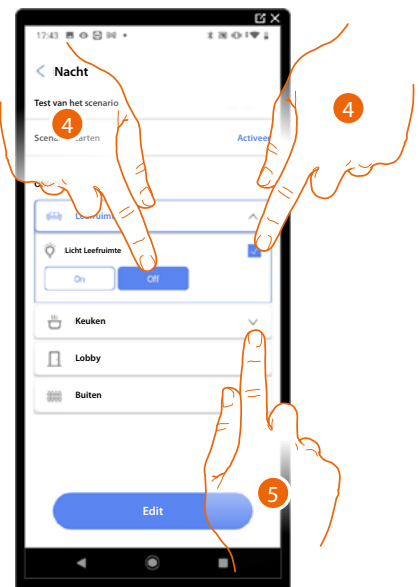 17:43
Nacht
Test van het scenario
4
4
Activeer
Licht Leefruimte
On
Off
Keuken
Lobby
Buiten
5
Edit